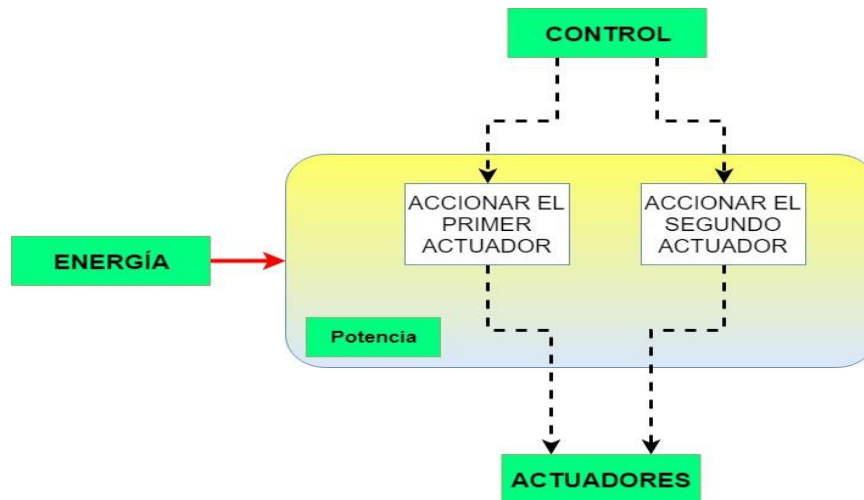 CONTROL
ACCIONAR EL
PRIMER
ACTUADOR
ACCIONAR EL
SEGUNDO
ACTUADOR
ENERGÍA
Potencia
ACTUADORES